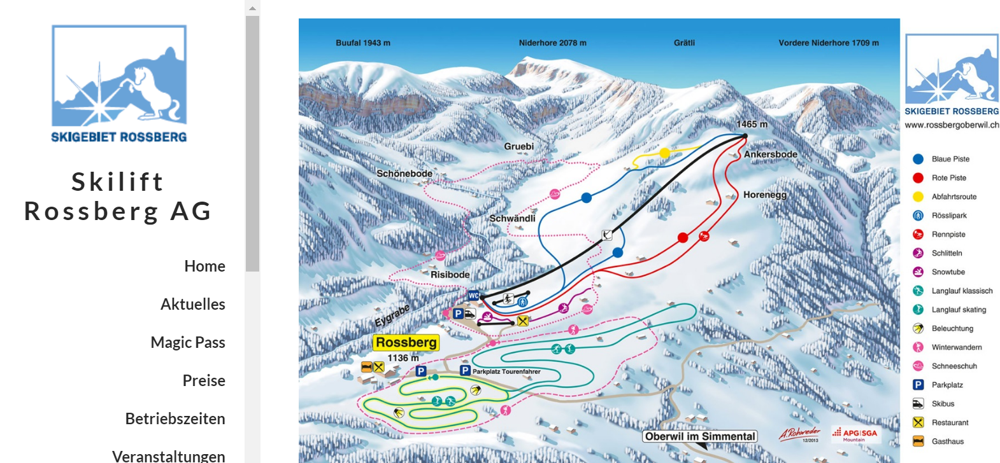 SKIGEBIET ROSSBERG
Skilift
Rossberg AG
Home
Aktuelles
Magic Pass
Preise
Betriebszeiten
Veranstaltungen
Buufal 1943 m
Niderhore 2078 m
Grätli
Vordere Niderhore 1709 m
1465 m
Gruebi
Ankersbode
Schönebode
Horenegg
Schwändli
Risibode
WC
P
Eygrabe
Rossberg
1136 m
P
P Parkplatz Tourenfahrer
Oberwil im Simmental
A. Rohweder
12/2013
APG|SGA
Mountain
SKIGEBIET ROSSBERG
www.rossbergoberwil.ch
Blaue Piste
Rote Piste
Abfahrtsroute
Rösslipark
Rennpiste
Schlitteln
Snowtube
Langlauf klassisch
Langlauf skating
Beleuchtung
Winterwandern
Schneeschuh
P Parkplatz
Skibus
Restaurant
Gasthaus